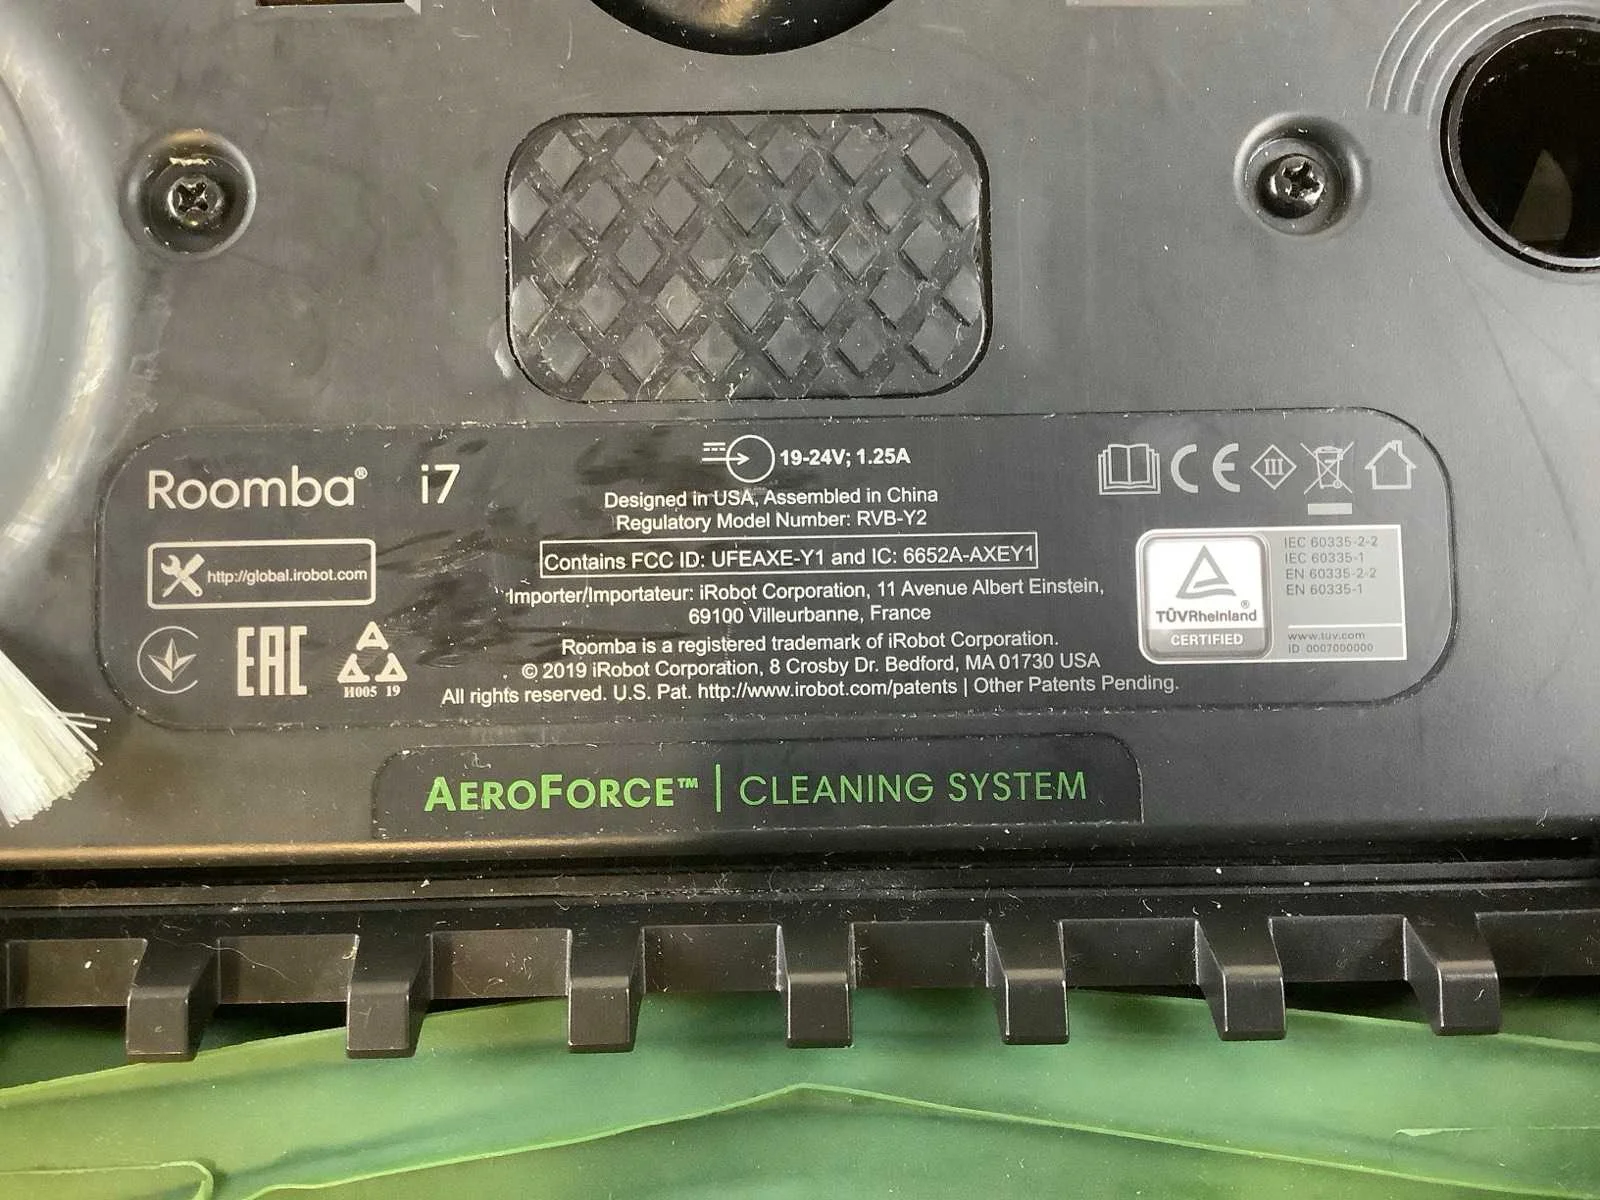 Roomba® i7
19-24V; 1.25A
Designed in USA, Assembled in China
Regulatory Model Number: RVB-Y2
Contains FCC ID: UFEAXE-Y1 and IC: 6652A-AXEY1
Importer/Importateur: iRobot Corporation, 11 Avenue Albert Einstein,
69100 Villeurbanne, France
Roomba is a registered trademark of iRobot Corporation.
© 2019 iRobot Corporation, 8 Crosby Dr. Bedford, MA 01730 USA
All rights reserved. U.S. Pat. http://www.irobot.com/patents | Other Patents Pending.
http://global.irobot.com
EAC
A
H005 19
CE
III
TÜVRheinland®
CERTIFIED
IEC 60335-2-2
IEC 60335-1
EN 60335-2-2
EN 60335-1
www.tuv.com
ID 0007000000
AEROFORCE™ | CLEANING SYSTEM